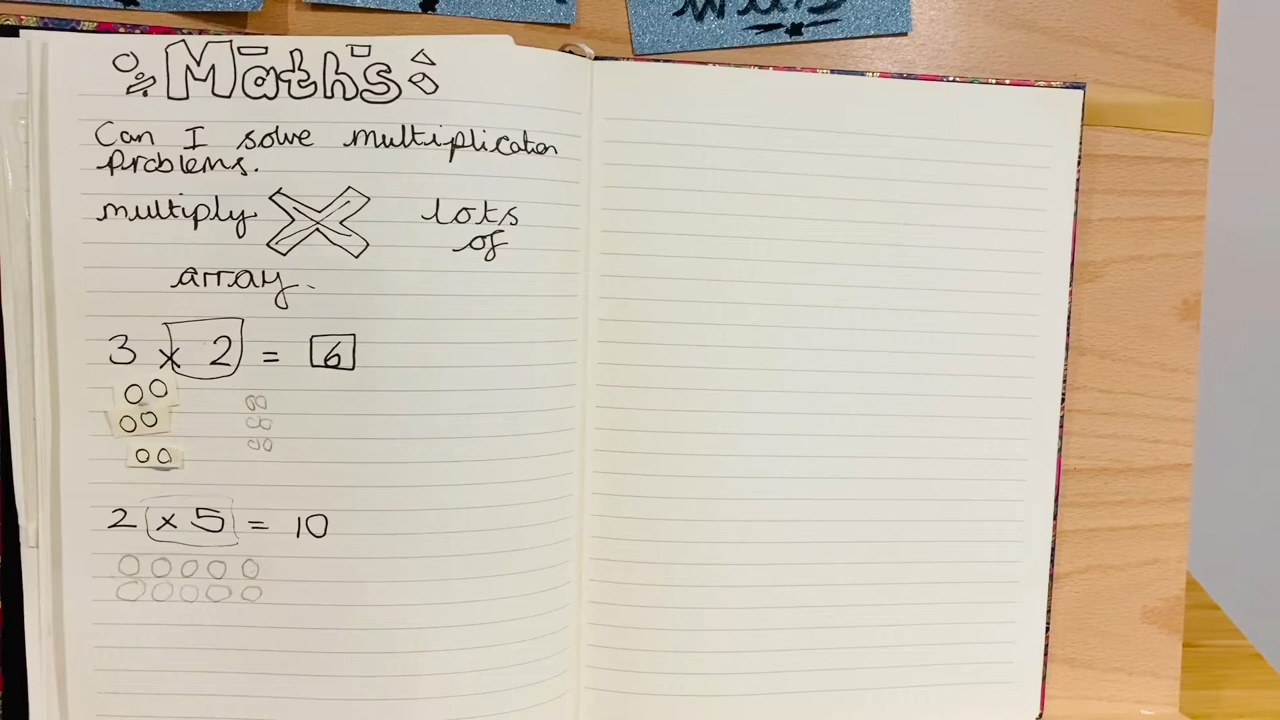 Maths
Can I solve multiplication
problems.
multiply × lots
of
array.
3 × 2 = 6
2 × 5 = 10